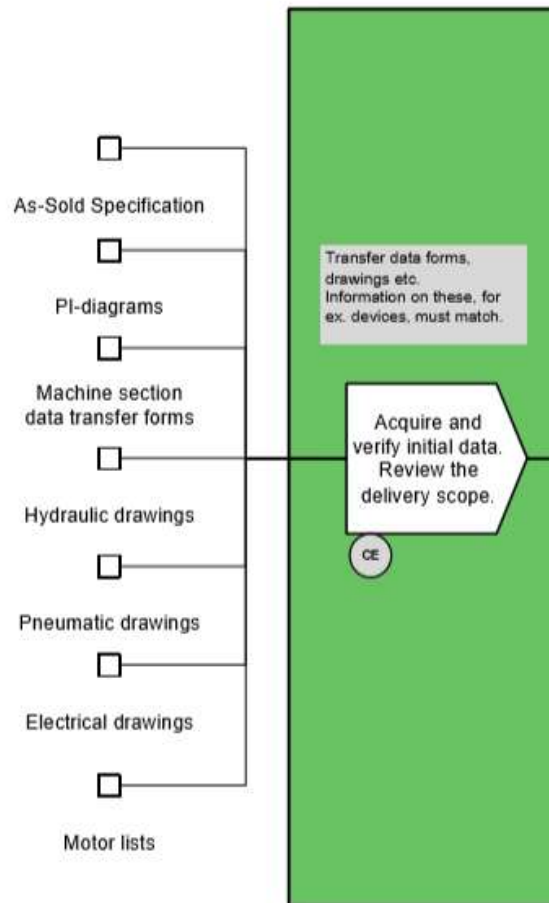 As-Sold Specification
PI-diagrams
Machine section
data transfer forms
Hydraulic drawings
Pneumatic drawings
Electrical drawings
Motor lists
Transfer data forms,
drawings etc.
Information on these, for
ex. devices, must match.
Acquire and
verify initial data.
Review the
delivery scope.
CE